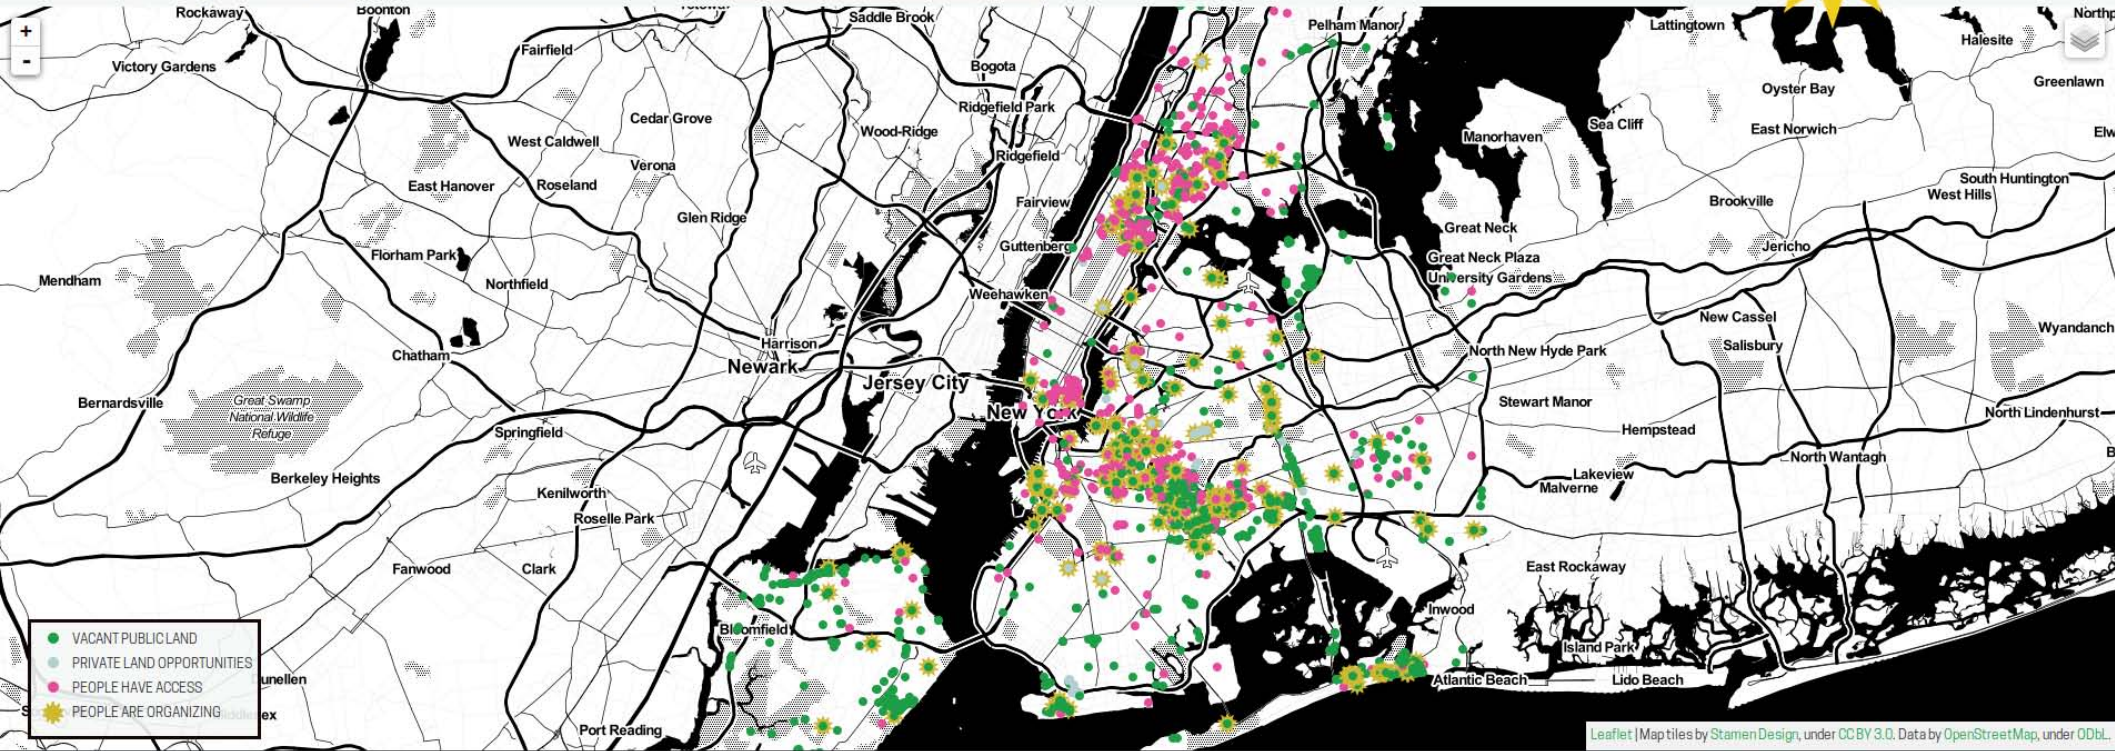 +
-
Rockaway
Boonton
Saddle Brook
Pelham Manor
Lattingtown
Halesite
Fairfield
Victory Gardens
Bogota
Greenlawn
Oyster Bay
Ridgefield Park
Cedar Grove
Sea Cliff
East Norwich
Wood-Ridge
Manorhaven
West Caldwell
Verona
Ridgefield
East Hanover
Roseland
South Huntington
West Hills
Fairview
Brookville
Glen Ridge
Great Neck
Guttenberg
Jericho
Florham Park
Great Neck Plaza
Mendham
Northfield
University Gardens
Weehawken
New Cassel
Wyandanch
Harrison
Salisbury
Chatham
North New Hyde Park
Newark
Jersey City
Bernardsville
Great Swamp
National Wildlife
Refuge
Stewart Manor
New York
North Lindenhurst
Springfield
Hempstead
North Wantagh
Berkeley Heights
Lakeview
Malverne
Kenilworth
Roselle Park
Fanwood
Clark
East Rockaway
Inwood
Bloomfield
Island Park
Atlantic Beach
Lido Beach
Port Reading
VACANT PUBLIC LAND
PRIVATE LAND OPPORTUNITIES
PEOPLE HAVE ACCESS
PEOPLE ARE ORGANIZING
Leaflet | Map tiles by Stamen Design, under CC BY 3.0. Data by OpenStreetMap, under ODbL.